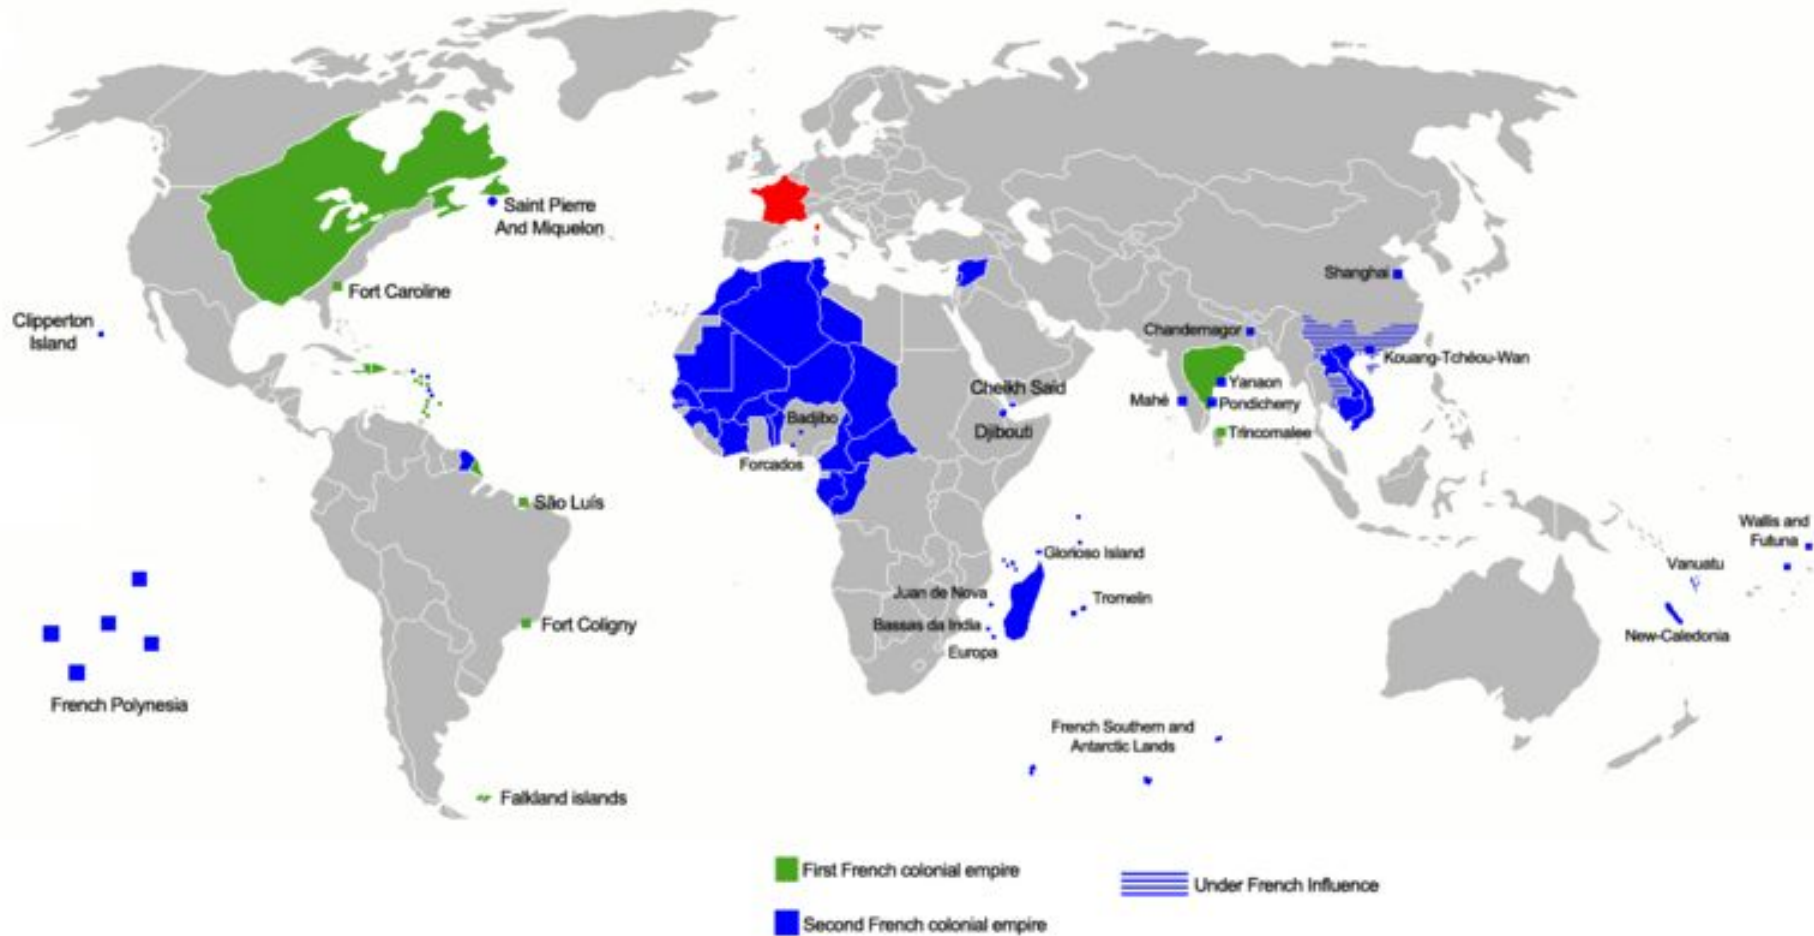 Saint Pierre
And Miquelon
Fort Caroline
Clipperton
Island
Shanghai
Chandernagor
Kouang-Tchéou-Wan
Cheikh Saïd
Yanaon
Mahé
Pondicherry
Badjibo
Djibouti
Trincomalee
Forcados
São Luís
Wallis and
Futuna
Glorioso Island
Vanuatu
Juan de Nova
Tromelin
Fort Coligny
Bassas da India
New-Caledonia
Europa
French Polynesia
French Southern and
Antarctic Lands
Falkland islands
First French colonial empire
Under French Influence
Second French colonial empire